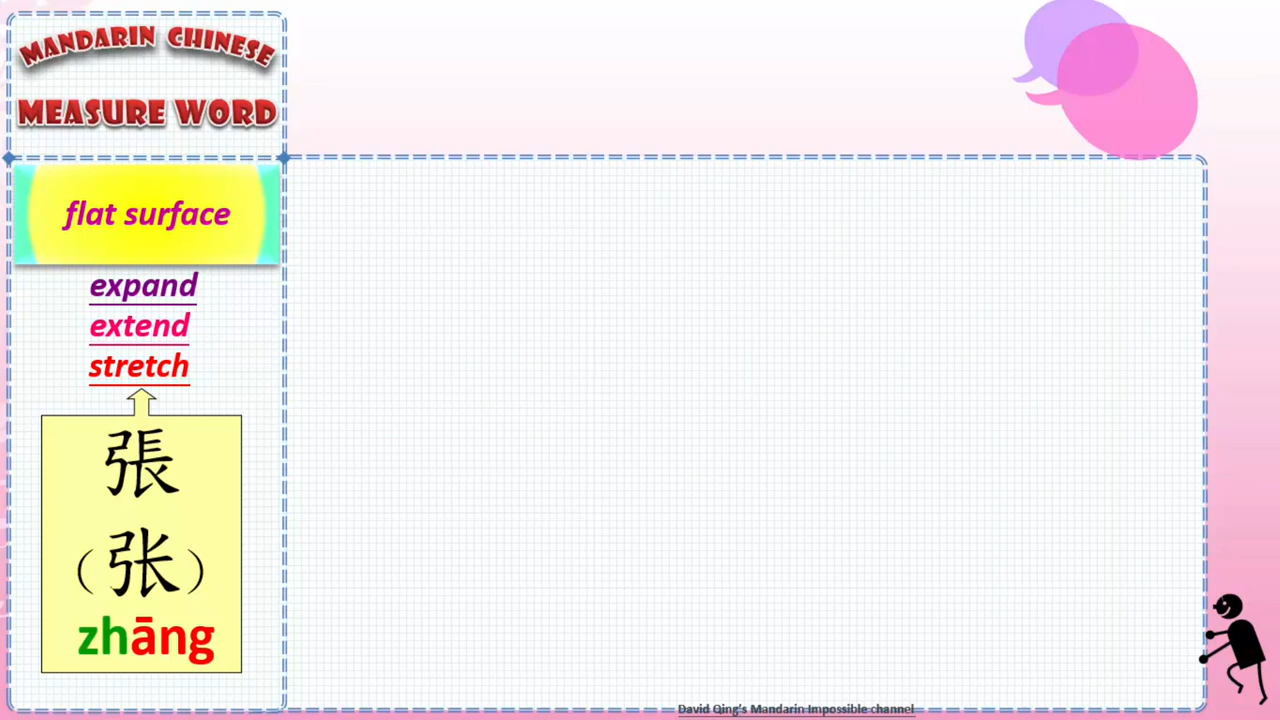 MANDARIN CHINESE
MEASURE WORD
flat surface
expand
extend
stretch
張
（张）
zhāng
David Qing's Mandarin Impossible channel